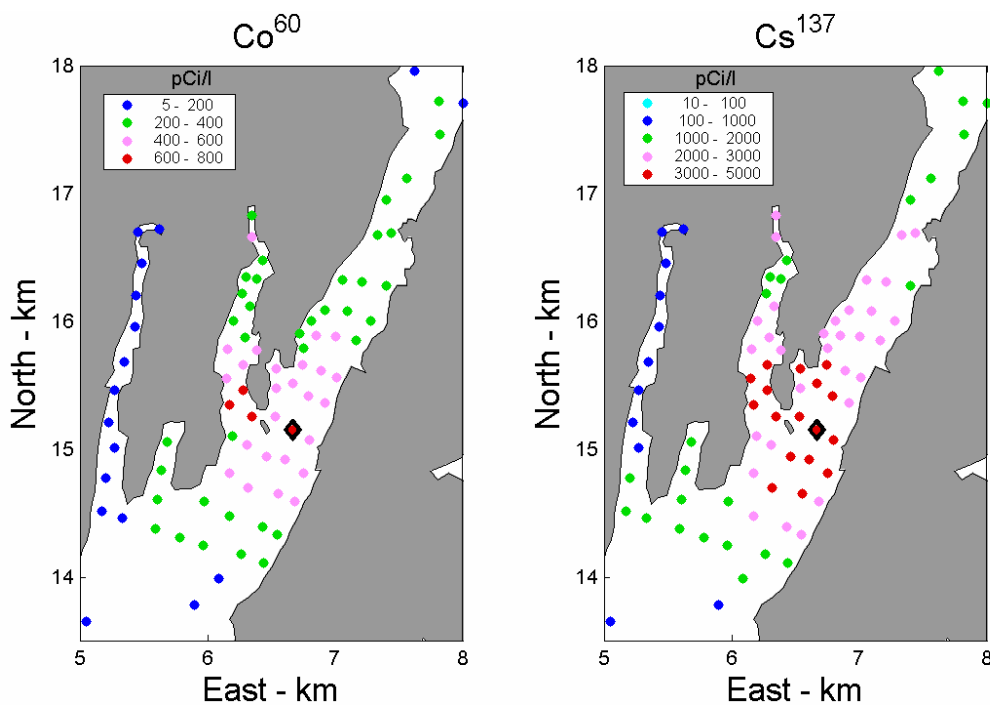 Co60
pCi/l
5 - 200
200 - 400
400 - 600
600 - 800
18
17
16
15
14
5 6 7 8
North - km
East - km
Cs137
pCi/l
10 - 100
100 - 1000
1000 - 2000
2000 - 3000
3000 - 5000
18
17
16
15
14
5 6 7 8
North - km
East - km